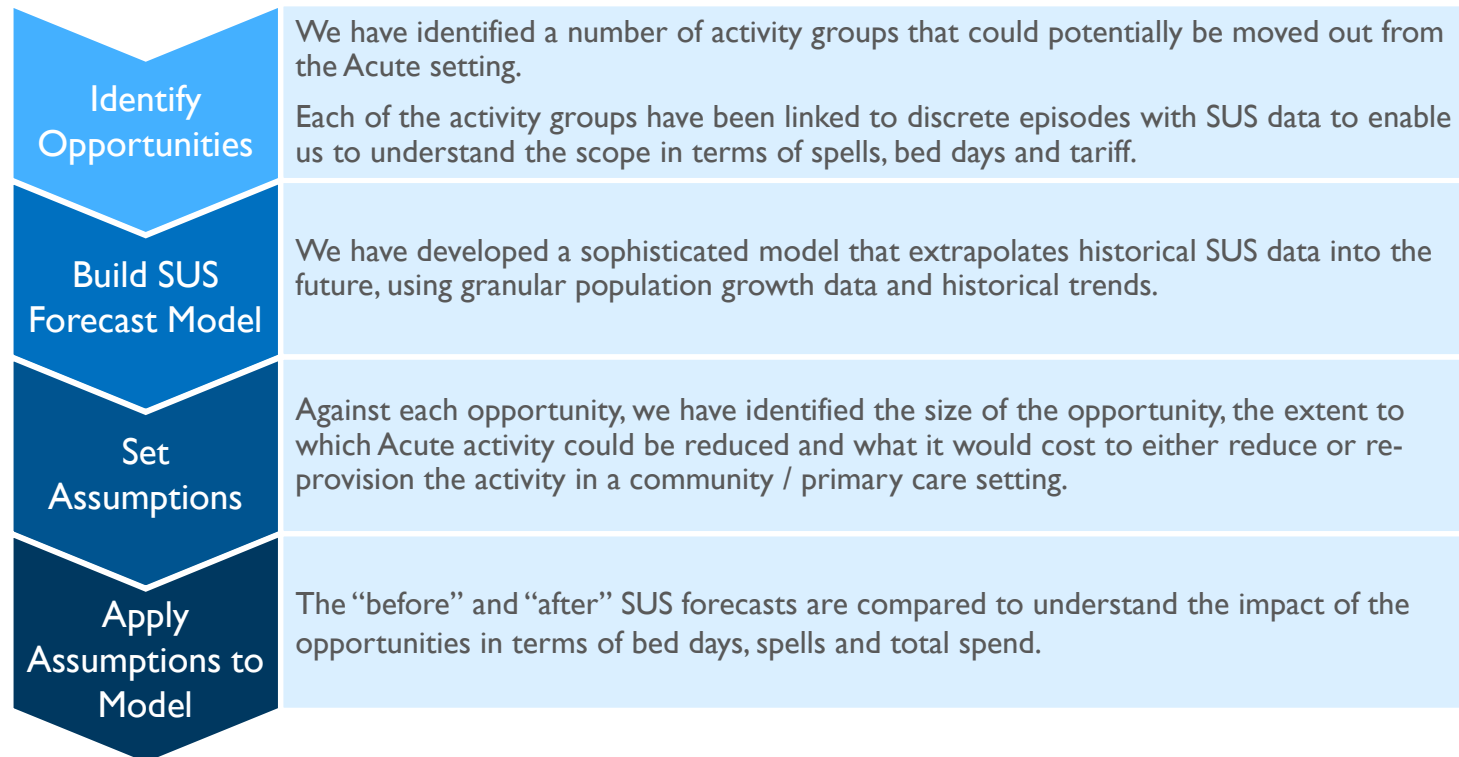 Identify
Opportunities
We have identified a number of activity groups that could potentially be moved out from
the Acute setting.
Each of the activity groups have been linked to discrete episodes with SUS data to enable
us to understand the scope in terms of spells, bed days and tariff.
Build SUS
Forecast Model
We have developed a sophisticated model that extrapolates historical SUS data into the
future, using granular population growth data and historical trends.
Set
Assumptions
Against each opportunity, we have identified the size of the opportunity, the extent to
which Acute activity could be reduced and what it would cost to either reduce or re-
provision the activity in a community / primary care setting.
Apply
Assumptions to
Model
The “before” and “after” SUS forecasts are compared to understand the impact of the
opportunities in terms of bed days, spells and total spend.